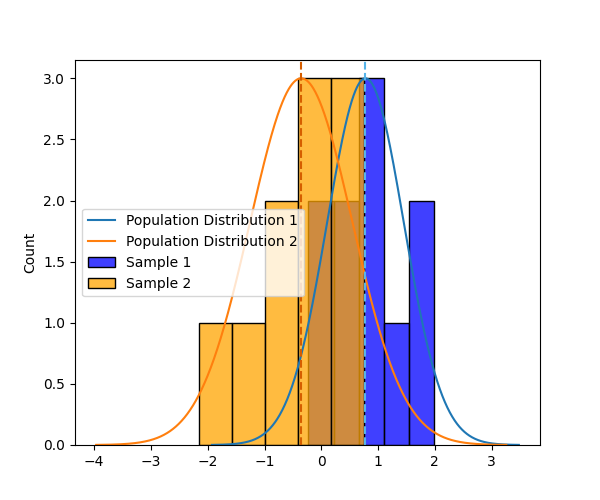 3.0
2.5
2.0
1.5
1.0
0.5
0.0
Count
Population Distribution 1
Population Distribution 2
Sample 1
Sample 2
−4 −3 −2 −1 0 1 2 3